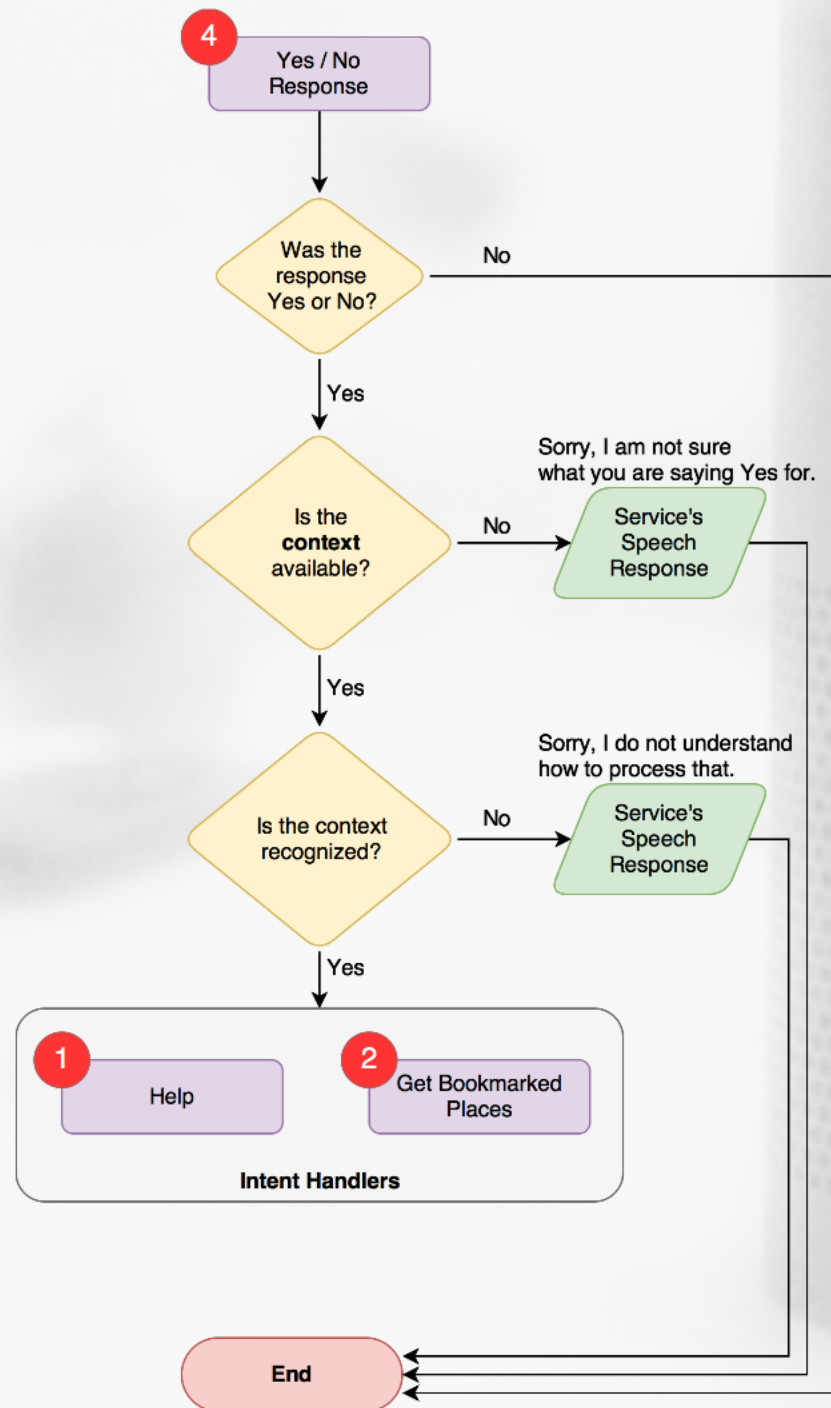 4
Yes / No
Response
Was the
response
Yes or No?
No
Yes
Sorry, I am not sure
what you are saying Yes for.
Is the
context
available?
No
Service's
Speech
Response
Yes
Sorry, I do not understand
how to process that.
Is the context
recognized?
No
Service's
Speech
Response
Yes
1
Help
2
Get Bookmarked
Places
Intent Handlers
End